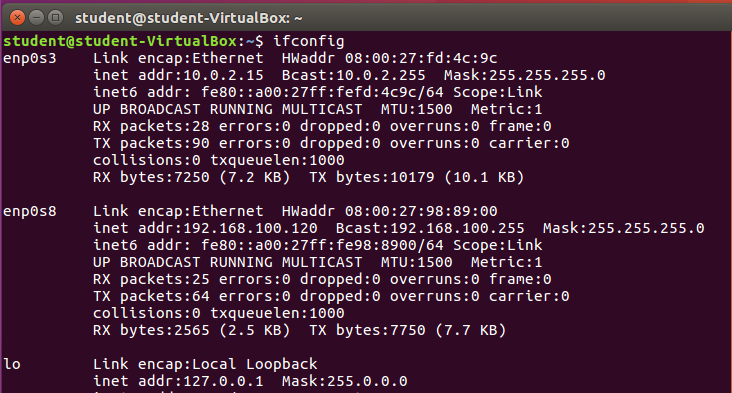 student@student-VirtualBox: ~
student@student-VirtualBox:~$ ifconfig
enp0s3    Link encap:Ethernet  HWaddr 08:00:27:fd:4c:9c
          inet addr:10.0.2.15  Bcast:10.0.2.255  Mask:255.255.255.0
          inet6 addr: fe80::a00:27ff:fefd:4c9c/64 Scope:Link
          UP BROADCAST RUNNING MULTICAST  MTU:1500  Metric:1
          RX packets:28 errors:0 dropped:0 overruns:0 frame:0
          TX packets:90 errors:0 dropped:0 overruns:0 carrier:0
          collisions:0 txqueuelen:1000
          RX bytes:7250 (7.2 KB)  TX bytes:10179 (10.1 KB)
enp0s8    Link encap:Ethernet  HWaddr 08:00:27:98:89:00
          inet addr:192.168.100.120  Bcast:192.168.100.255  Mask:255.255.255.0
          inet6 addr: fe80::a00:27ff:fe98:8900/64 Scope:Link
          UP BROADCAST RUNNING MULTICAST  MTU:1500  Metric:1
          RX packets:25 errors:0 dropped:0 overruns:0 frame:0
          TX packets:64 errors:0 dropped:0 overruns:0 carrier:0
          collisions:0 txqueuelen:1000
          RX bytes:2565 (2.5 KB)  TX bytes:7750 (7.7 KB)
lo        Link encap:Local Loopback
          inet addr:127.0.0.1  Mask:255.0.0.0